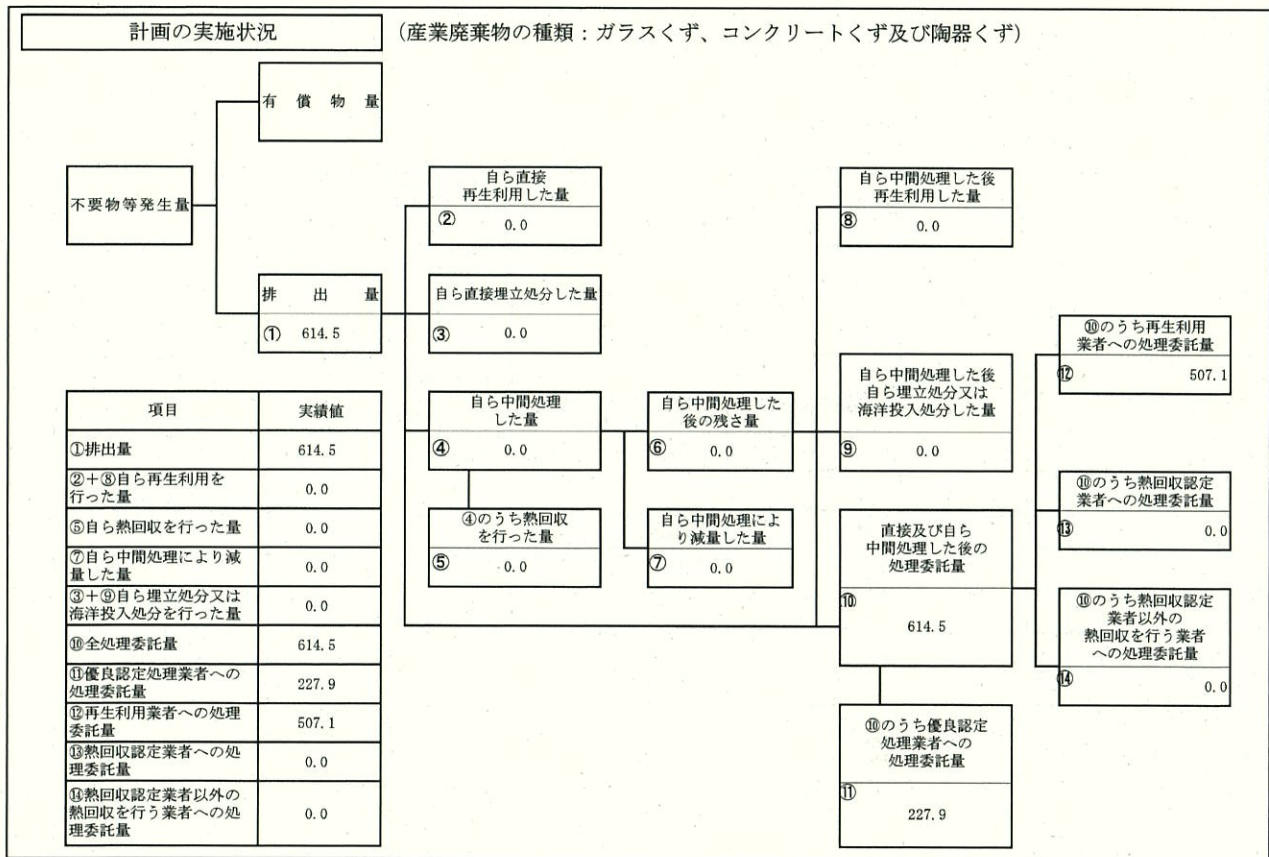 計画の実施状況
(産業廃棄物の種類:ガラスくず、コンクリートくず及び陶器くず)
有償物量
不要物等発生量
排出量
① 614.5
自ら直接
再生利用した量
② 0.0
自ら直接埋立処分した量
③ 0.0
自ら中間処理
した量
④ 0.0
④のうち熱回収
を行った量
⑤ 0.0
自ら中間処理した
後の残さ量
⑥ 0.0
自ら中間処理によ
り減量した量
⑦ 0.0
自ら中間処理した後
再生利用した量
⑧ 0.0
自ら中間処理した後
自ら埋立処分又は
海洋投入処分した量
⑨ 0.0
直接及び自ら
中間処理した後の
処理委託量
⑩ 614.5
⑩のうち優良認定
処理業者への
処理委託量
⑪ 227.9
⑩のうち再生利用
業者への処理委託量
⑫ 507.1
⑩のうち熱回収認定
業者への処理委託量
⑬ 0.0
⑩のうち熱回収認定
業者以外の
熱回収を行う業者
への処理委託量
⑭ 0.0
項目 実績値
①排出量 614.5
②+⑧自ら再生利用を
行った量 0.0
⑤自ら熱回収を行った量 0.0
⑦自ら中間処理により減
量した量 0.0
③+⑨自ら埋立処分又は
海洋投入処分を行った量 0.0
⑩全処理委託量 614.5
⑪優良認定処理業者への
処理委託量 227.9
⑫再生利用業者への処理
委託量 507.1
⑬熱回収認定業者への処
理委託量 0.0
⑭熱回収認定業者以外の
熱回収を行う業者への処
理委託量 0.0